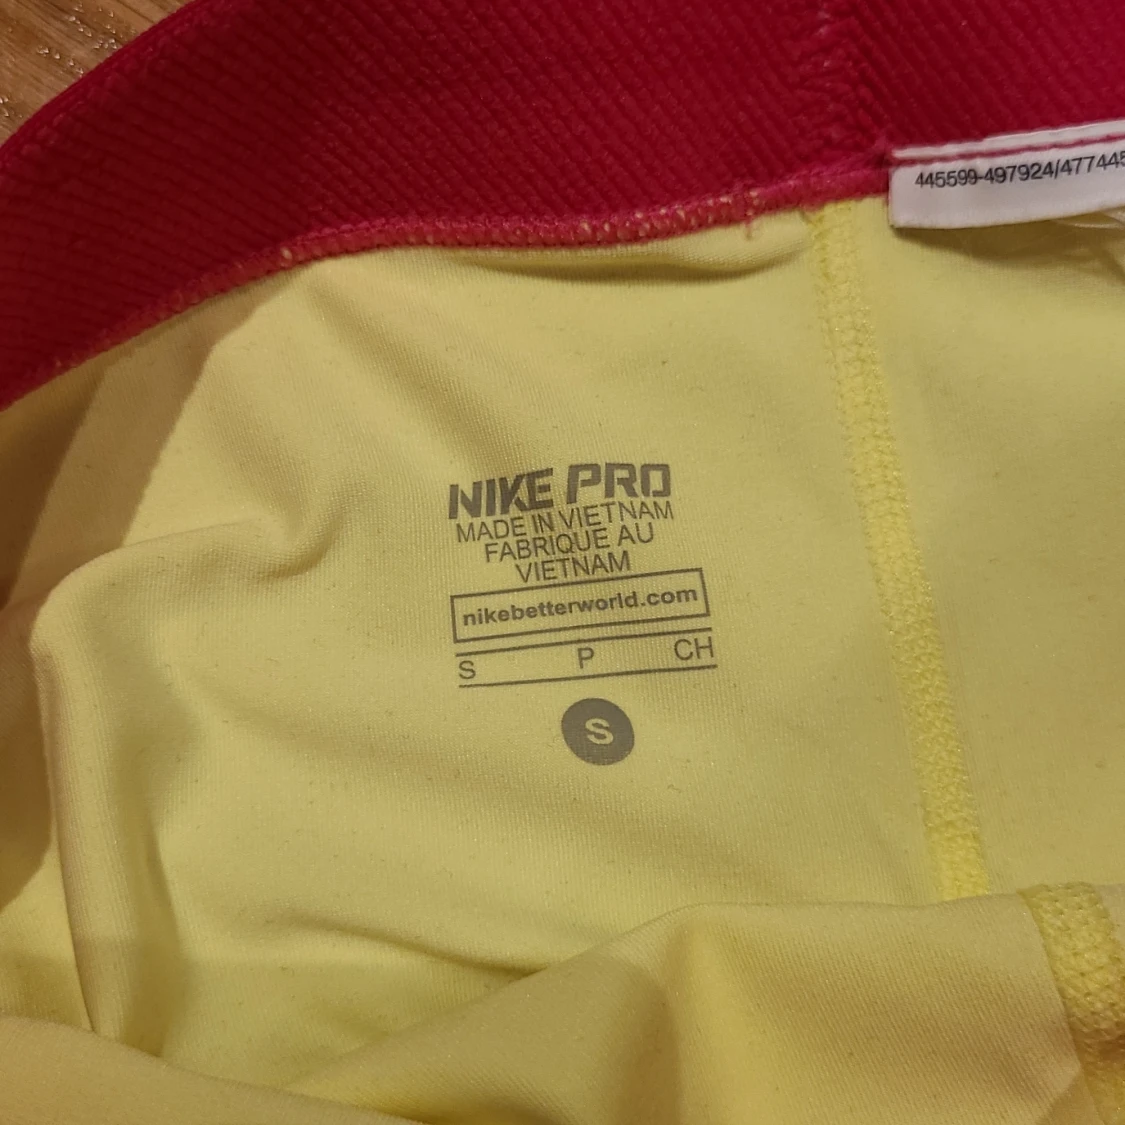 445599-497924/477445
NIKE PRO
MADE IN VIETNAM
FABRIQUE AU
VIETNAM
nikebetterworld.com
S P CH
S